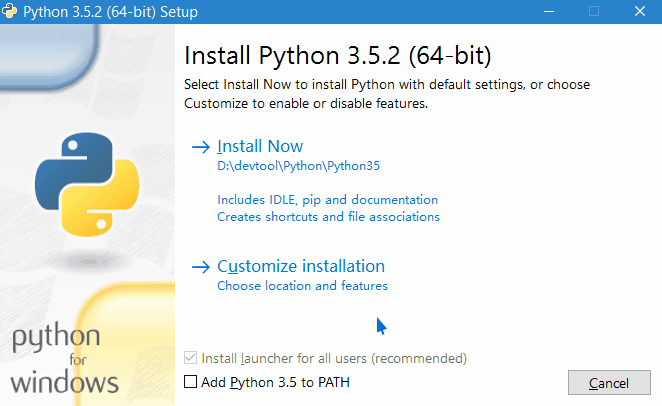 Python 3.5.2 (64-bit) Setup
Install Python 3.5.2 (64-bit)
Select Install Now to install Python with default settings, or choose
Customize to enable or disable features.
Install Now
D:\devtool\Python\Python35
Includes IDLE, pip and documentation
Creates shortcuts and file associations
Customize installation
Choose location and features
python
for
windows
Install launcher for all users (recommended)
Add Python 3.5 to PATH
Cancel